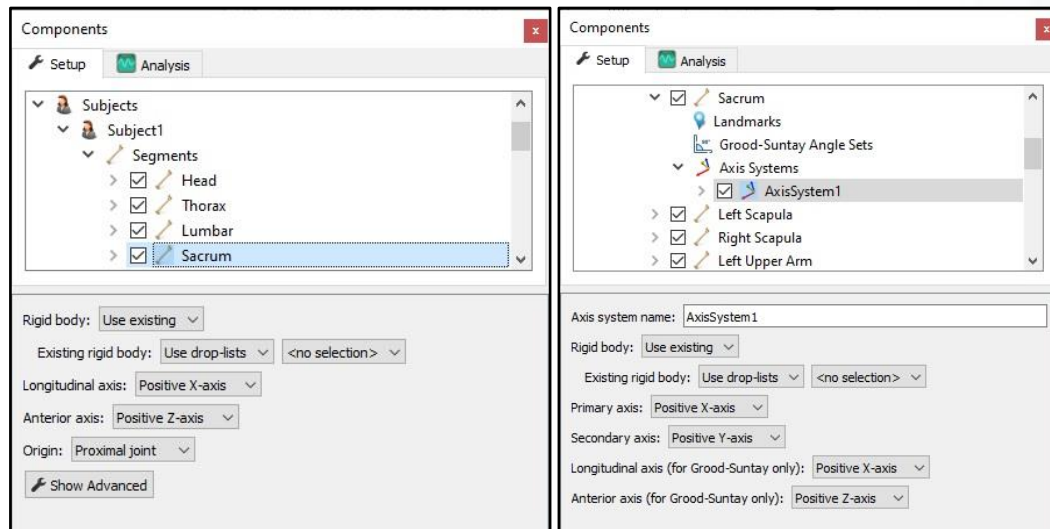 Components
x
Setup
Analysis
Subjects
Subject1
Segments
Head
Thorax
Lumbar
Sacrum
Rigid body: Use existing
Existing rigid body: Use drop-lists <no selection>
Longitudinal axis: Positive X-axis
Anterior axis: Positive Z-axis
Origin: Proximal joint
Show Advanced
Components
x
Setup
Analysis
Sacrum
Landmarks
Grood-Suntay Angle Sets
Axis Systems
AxisSystem1
Left Scapula
Right Scapula
Left Upper Arm
Axis system name: AxisSystem1
Rigid body: Use existing
Existing rigid body: Use drop-lists <no selection>
Primary axis: Positive X-axis
Secondary axis: Positive Y-axis
Longitudinal axis (for Grood-Suntay only): Positive X-axis
Anterior axis (for Grood-Suntay only): Positive Z-axis